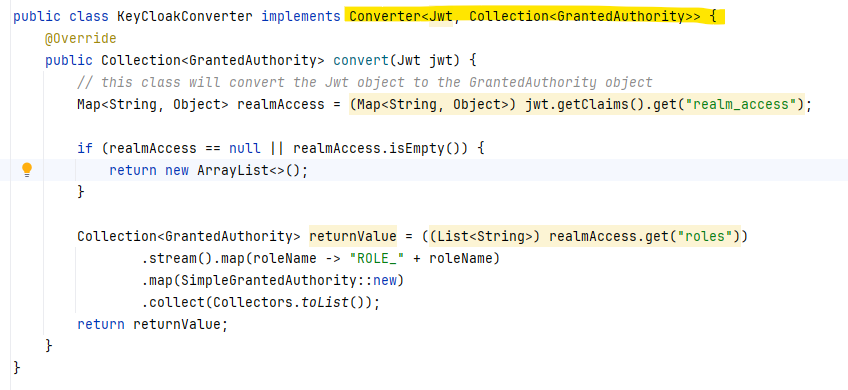 public class KeyCloakConverter implements Converter<Jwt, Collection<GrantedAuthority>> {
    @Override
    public Collection<GrantedAuthority> convert(Jwt jwt) {
        // this class will convert the Jwt object to the GrantedAuthority object
        Map<String, Object> realmAccess = (Map<String, Object>) jwt.getClaims().get("realm_access");
        if (realmAccess == null || realmAccess.isEmpty()) {
            return new ArrayList<>();
        }
        Collection<GrantedAuthority> returnValue = ((List<String>) realmAccess.get("roles"))
                .stream().map(roleName -> "ROLE_" + roleName)
                .map(SimpleGrantedAuthority::new)
                .collect(Collectors.toList());
        return returnValue;
    }
}